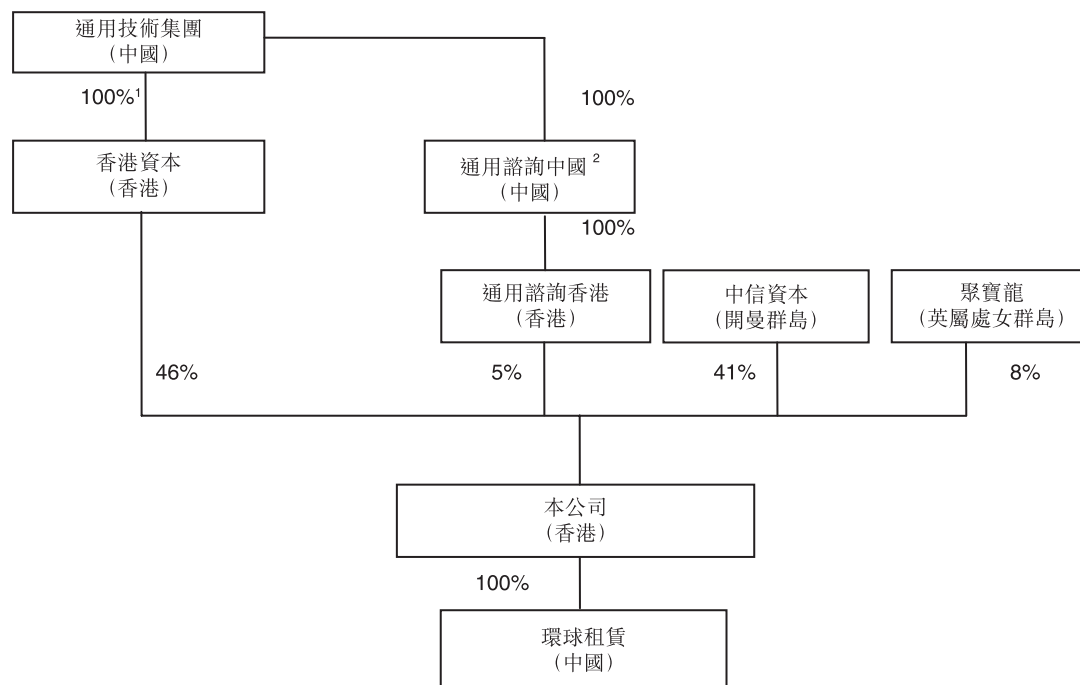 通用技術集團
(中國)
100%¹
100%
香港資本
(香港)
通用諮詢中國²
(中國)
100%
通用諮詢香港
(香港)
中信資本
(開曼群島)
聚寶龍
(英屬處女群島)
46%
5%
41%
8%
本公司
(香港)
100%
環球租賃
(中國)